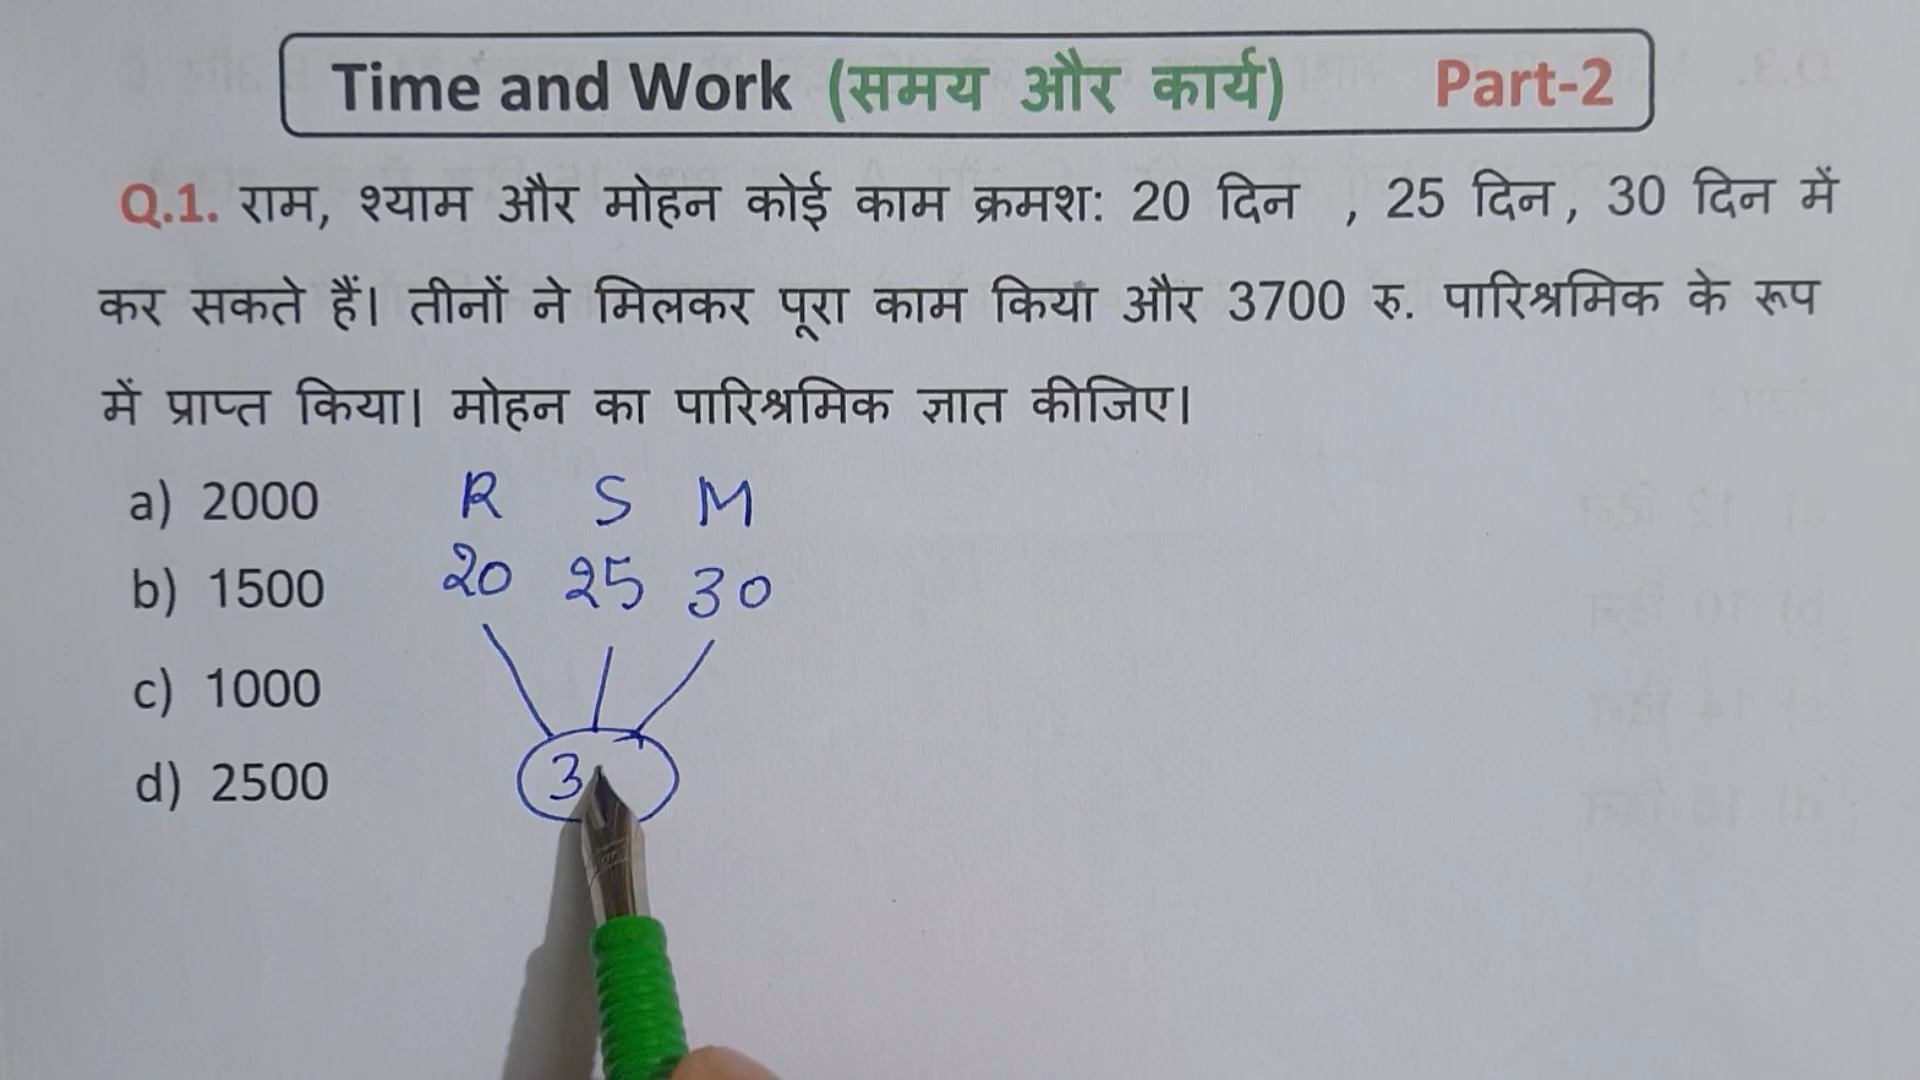 Time and Work (समय और कार्य) Part-2
Q.1. राम, श्याम और मोहन कोई काम क्रमश: 20 दिन , 25 दिन, 30 दिन में
कर सकते हैं। तीनों ने मिलकर पूरा काम किया और 3700 रु. पारिश्रमिक के रूप
में प्राप्त किया। मोहन का पारिश्रमिक ज्ञात कीजिए।
a) 2000 R S M
b) 1500 20 25 30
c) 1000
d) 2500 3